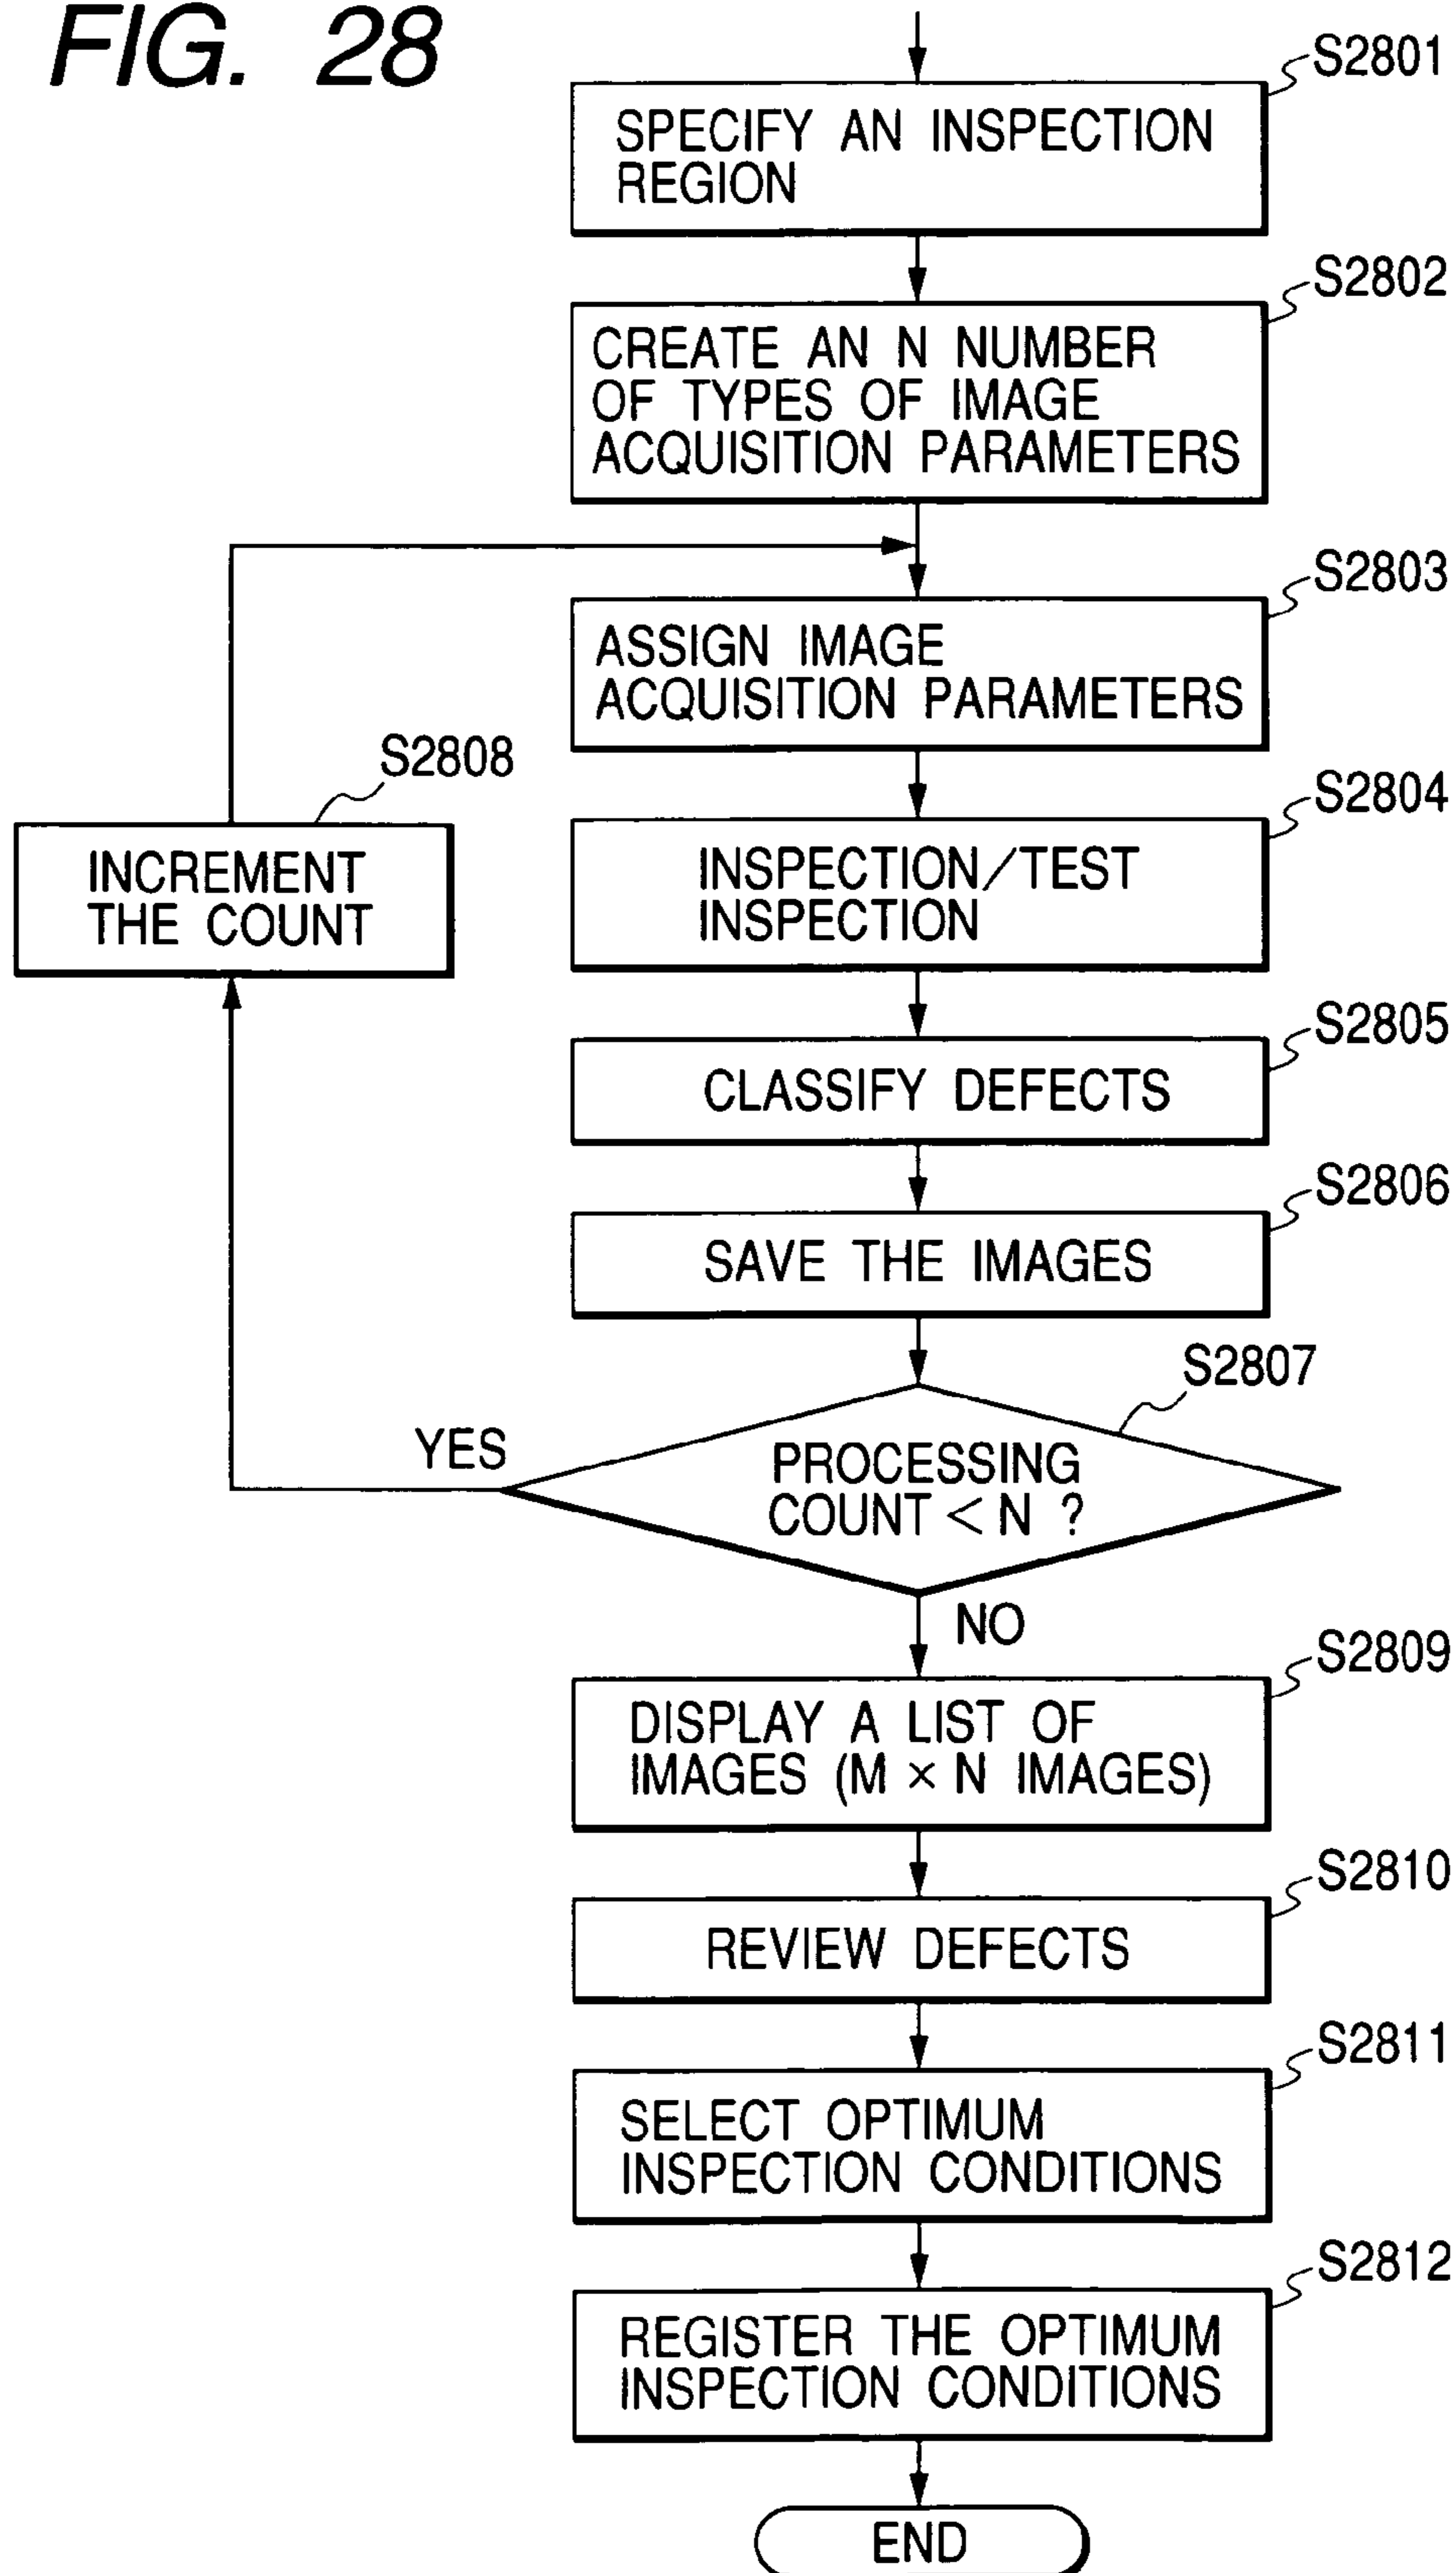 FIG. 28
S2801
SPECIFY AN INSPECTION
REGION
S2802
CREATE AN N NUMBER
OF TYPES OF IMAGE
ACQUISITION PARAMETERS
S2803
ASSIGN IMAGE
ACQUISITION PARAMETERS
S2808
INCREMENT
THE COUNT
S2804
INSPECTION/TEST
INSPECTION
S2805
CLASSIFY DEFECTS
S2806
SAVE THE IMAGES
S2807
YES
PROCESSING
COUNT < N ?
NO
S2809
DISPLAY A LIST OF
IMAGES (M × N IMAGES)
S2810
REVIEW DEFECTS
S2811
SELECT OPTIMUM
INSPECTION CONDITIONS
S2812
REGISTER THE OPTIMUM
INSPECTION CONDITIONS
END